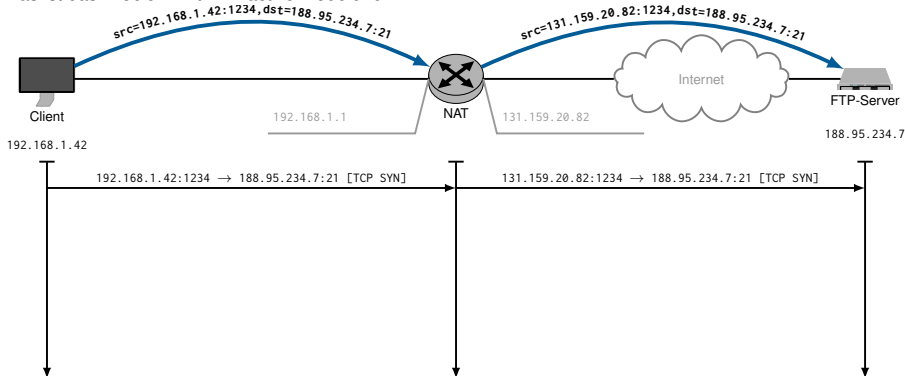 src=192.168.1.42:1234,dst=188.95.234.7:21
src=131.159.20.82:1234,dst=188.95.234.7:21
Internet
Client
NAT
FTP-Server
192.168.1.1
131.159.20.82
192.168.1.42
188.95.234.7
192.168.1.42:1234 → 188.95.234.7:21 [TCP SYN]
131.159.20.82:1234 → 188.95.234.7:21 [TCP SYN]